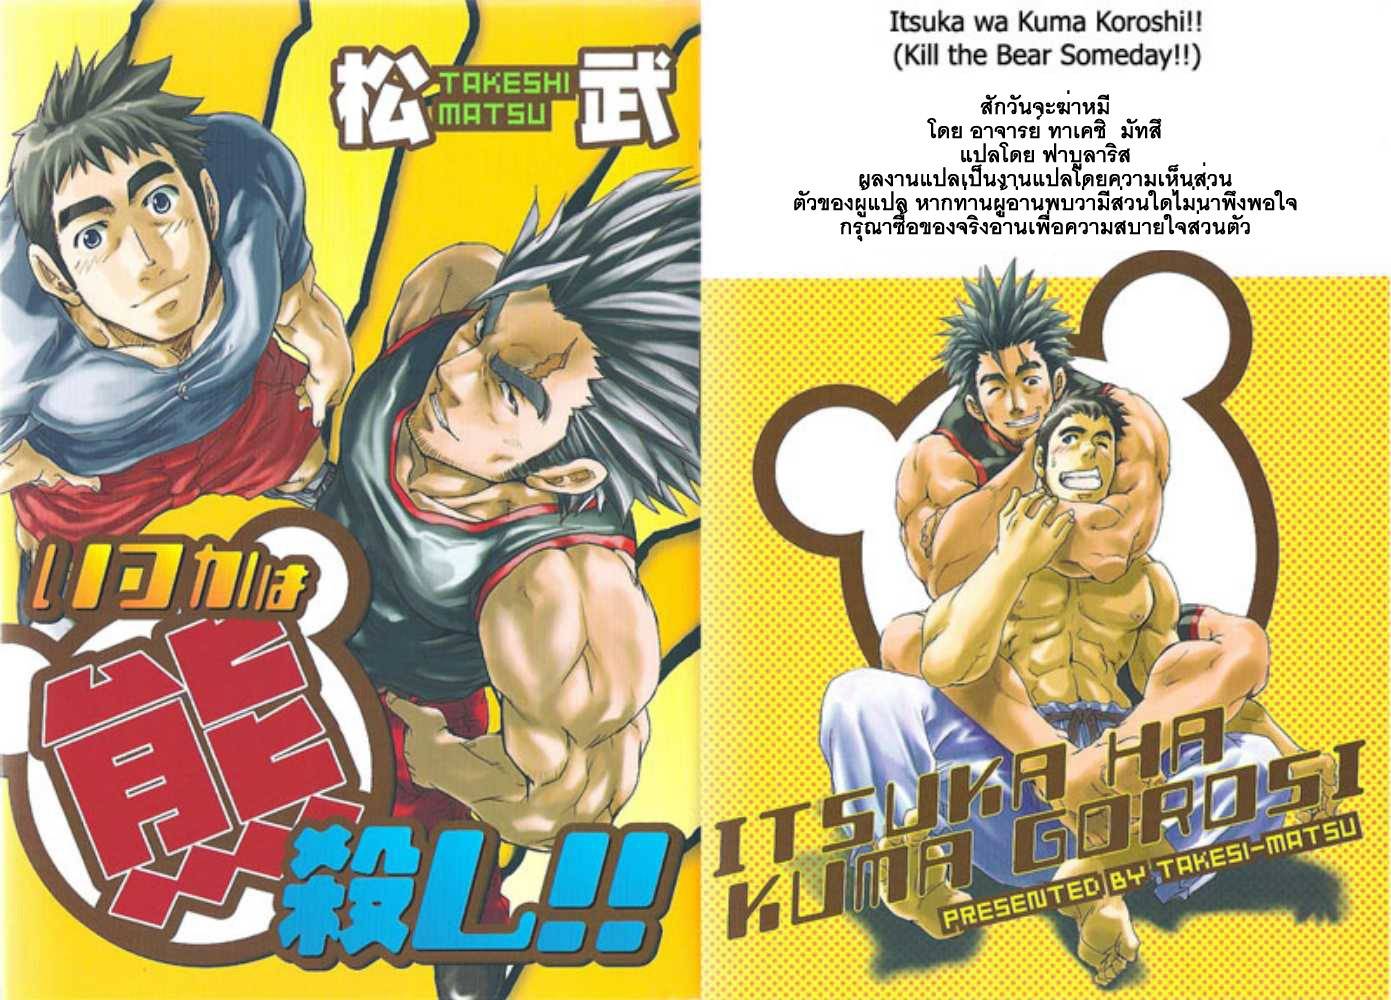 松 TAKESHI MATSU 武
いつかは
熊
殺し!!
Itsuka wa Kuma Koroshi!!
(Kill the Bear Someday!!)
สักวันจะฆ่าหมี
โดย อาจารย์ ทาเคชิ มัทสึ
แปลโดย ฟาบูลาริส
ผลงานแปลเป็นงานแปลโดยความเห็นส่วน
ตัวของผู้แปล หากท่านผู้อ่านพบว่ามีส่วนใดไม่น่าพึงพอใจ
กรุณาซื้อของจริงอ่านเพื่อความสบายใจส่วนตัว
ITSUKA HA
KUMA GOROSI
PRESENTED BY TAKESI-MATSU